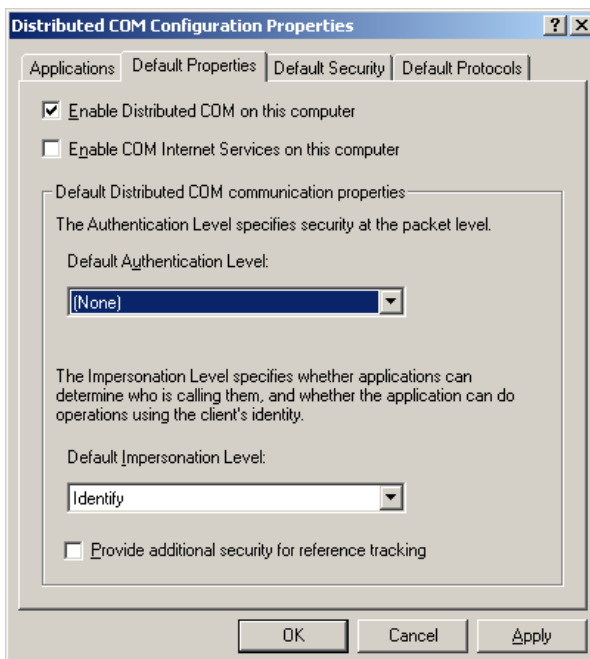 Distributed COM Configuration Properties
Applications Default Properties Default Security Default Protocols
Enable Distributed COM on this computer
Enable COM Internet Services on this computer
Default Distributed COM communication properties
The Authentication Level specifies security at the packet level.
Default Authentication Level:
(None)
The Impersonation Level specifies whether applications can
determine who is calling them, and whether the application can do
operations using the client's identity.
Default Impersonation Level:
Identify
Provide additional security for reference tracking
OK Cancel Apply